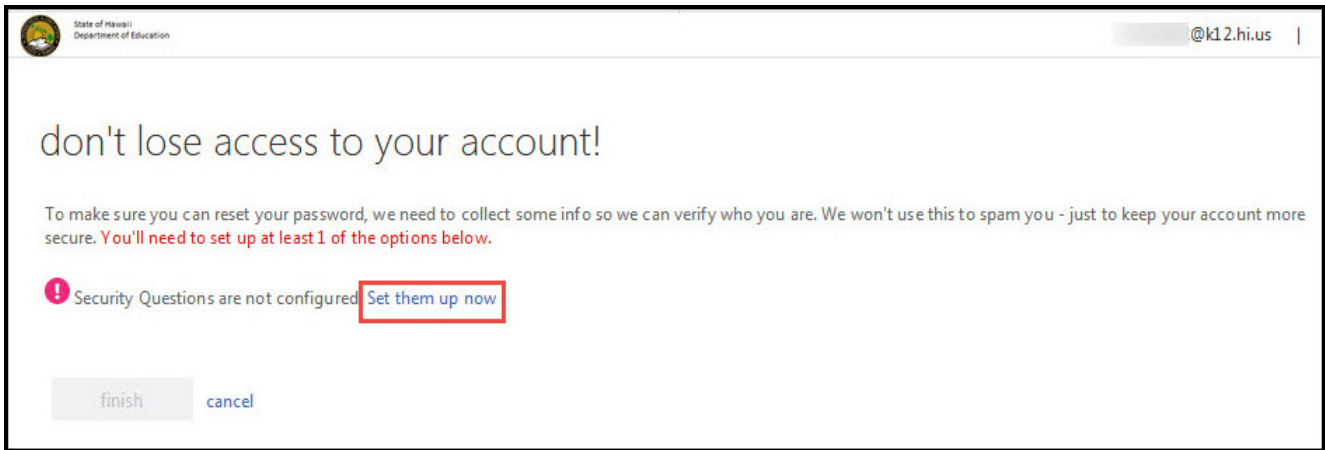 State of Hawaii
Department of Education
@k12.hi.us |
don't lose access to your account!
To make sure you can reset your password, we need to collect some info so we can verify who you are. We won't use this to spam you - just to keep your account more
secure. You'll need to set up at least 1 of the options below.
! Security Questions are not configured Set them up now
finish cancel